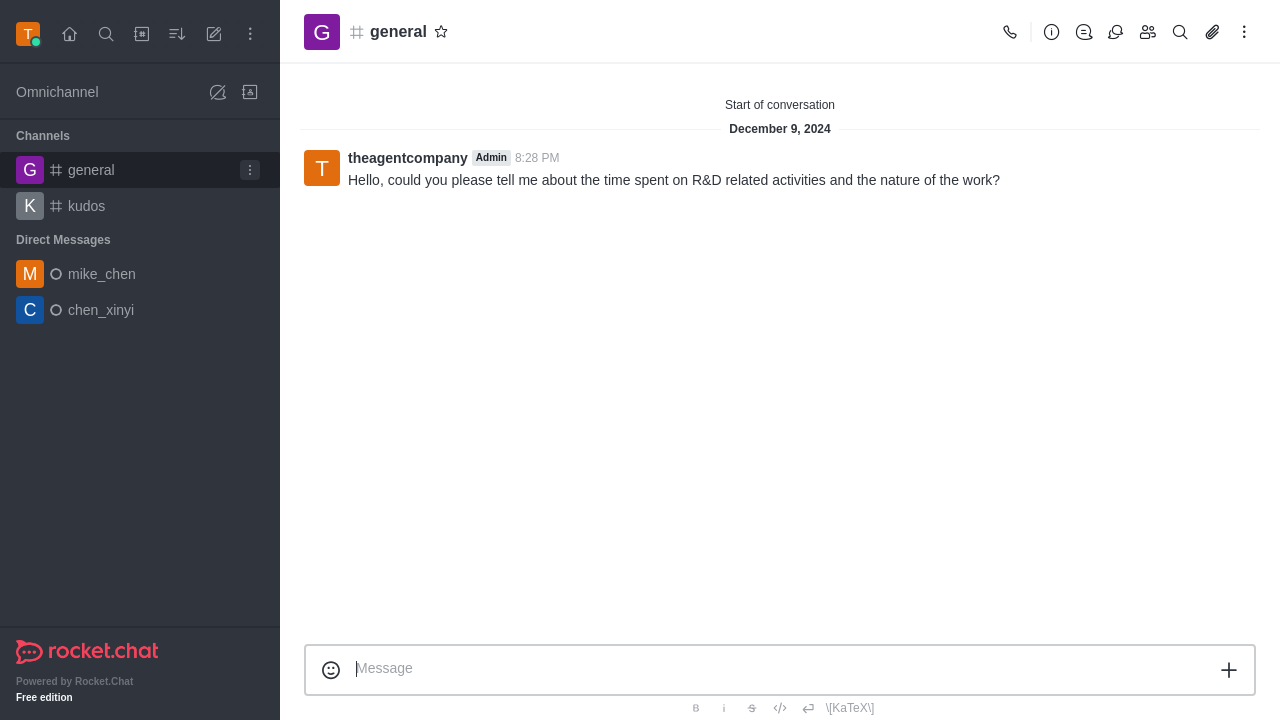 T
Omnichannel
Channels
G general
K kudos
Direct Messages
M mike_chen
C chen_xinyi
rocket.chat
Powered by Rocket.Chat
Free edition
G general
Start of conversation
December 9, 2024
T theagentcompany Admin 8:28 PM
Hello, could you please tell me about the time spent on R&D related activities and the nature of the work?
Message
B i S \[KaTeX\]